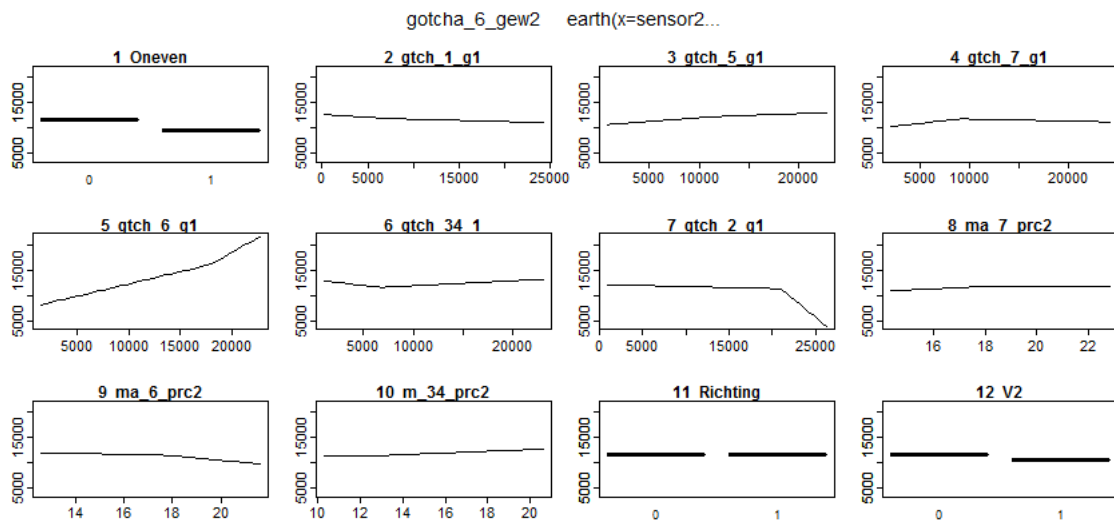 gotcha_6_gew2 earth(x=sensor2...
1 Oneven
2 gtch_1_g1
3 gtch_5_g1
4 gtch_7_g1
5000 15000
0 1
5000 15000
0 5000 15000 25000
5000 15000
5000 10000 20000
5000 15000
5000 10000 20000
5 gtch_6_g1
6 gtch_34_1
7 gtch_2_g1
8 ma_7_prc2
5000 15000
5000 10000 15000 20000
5000 15000
5000 10000 20000
5000 15000
0 5000 15000 25000
5000 15000
16 18 20 22
9 ma_6_prc2
10 m_34_prc2
11 Richting
12 V2
5000 15000
14 16 18 20
5000 15000
10 12 14 16 18 20
5000 15000
0 1
5000 15000
0 1